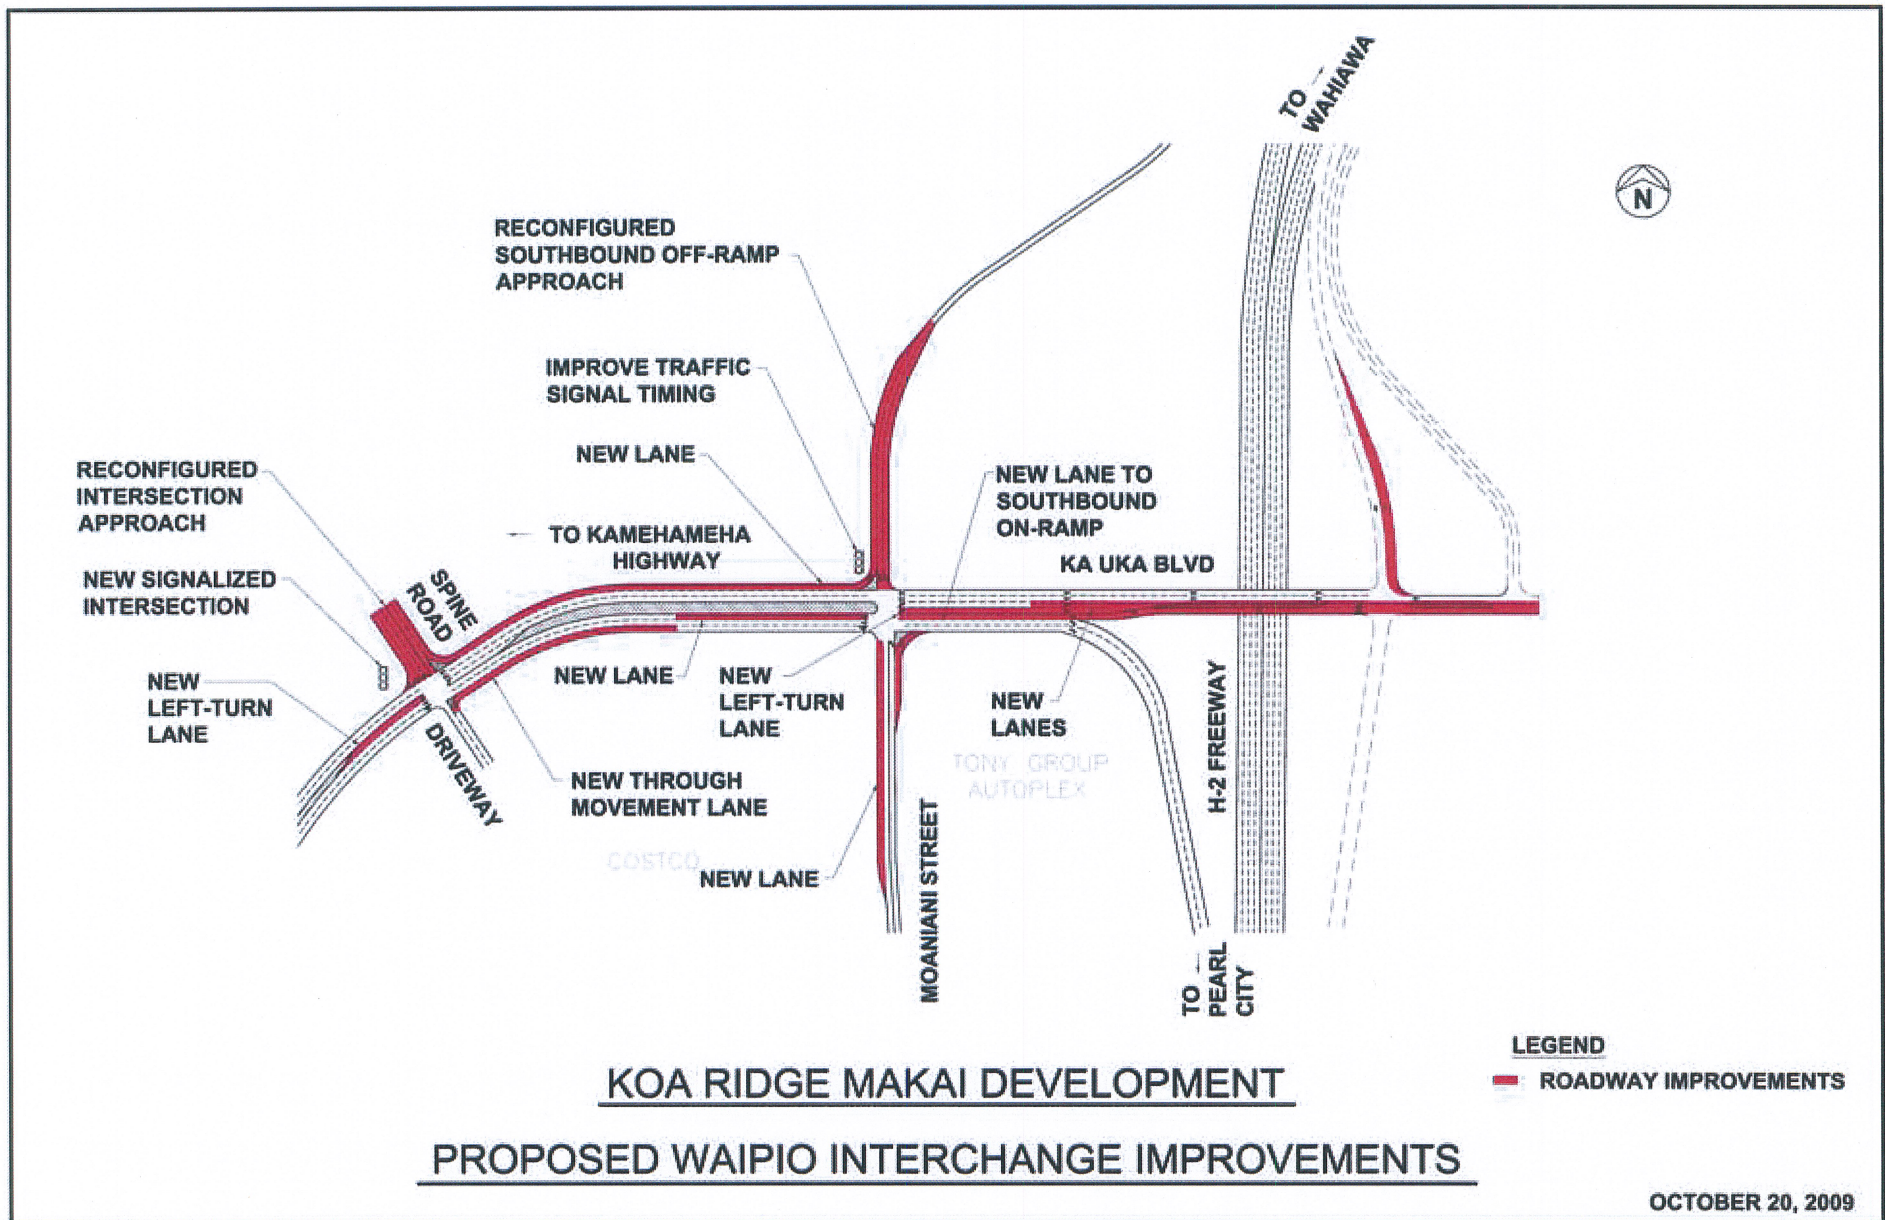 TO
WAHIAWA
N
RECONFIGURED
SOUTHBOUND OFF-RAMP
APPROACH
IMPROVE TRAFFIC
SIGNAL TIMING
NEW LANE
RECONFIGURED
INTERSECTION
APPROACH
NEW LANE TO
SOUTHBOUND
ON-RAMP
TO KAMEHAMEHA
HIGHWAY
KA UKA BLVD
NEW SIGNALIZED
INTERSECTION
SPINE
ROAD
NEW
LEFT-TURN
LANE
NEW LANE
NEW
LEFT-TURN
LANE
NEW
LANES
H-2 FREEWAY
DRIVEWAY
NEW THROUGH
MOVEMENT LANE
TONY GROUP
AUTOPLEX
COSTCO
NEW LANE
MOANIANI STREET
TO
PEARL
CITY
LEGEND
ROADWAY IMPROVEMENTS
KOA RIDGE MAKAI DEVELOPMENT
PROPOSED WAIPIO INTERCHANGE IMPROVEMENTS
OCTOBER 20, 2009